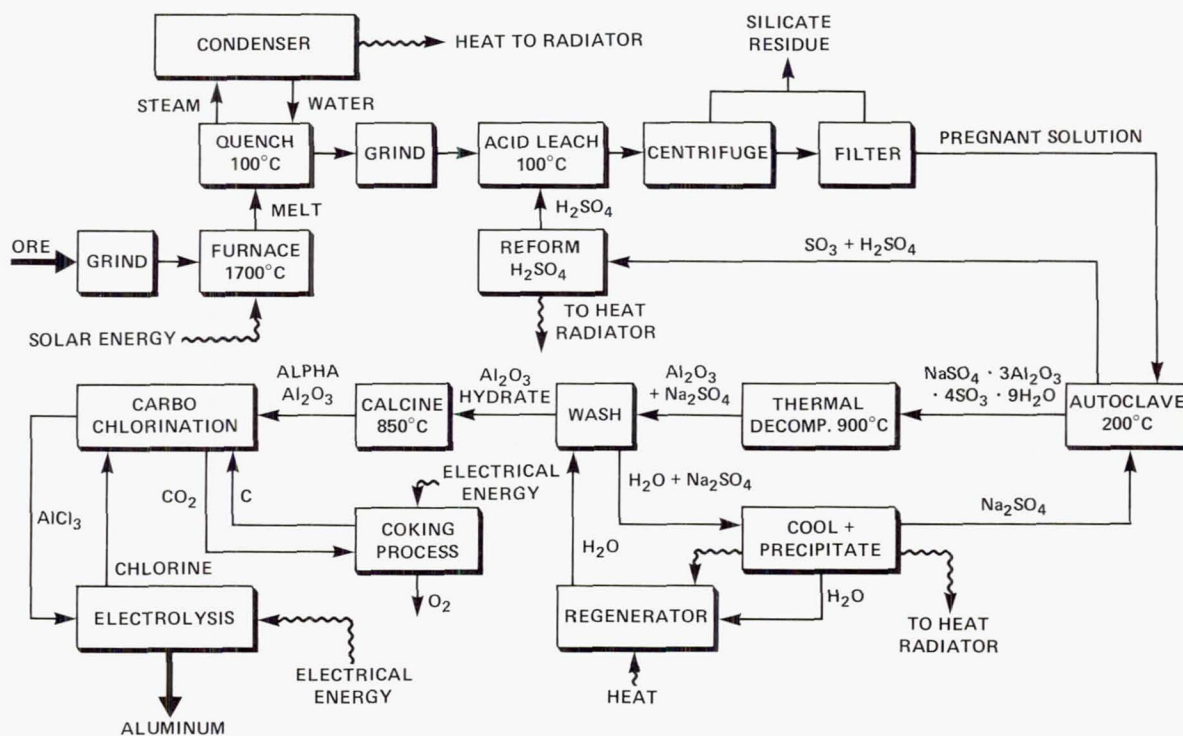 CONDENSER
HEAT TO RADIATOR
SILICATE
RESIDUE
STEAM
WATER
QUENCH
100°C
GRIND
ACID LEACH
100°C
CENTRIFUGE
FILTER
PREGNANT SOLUTION
MELT
H₂SO₄
ORE
GRIND
FURNACE
1700°C
REFORM
H₂SO₄
SO₃ + H₂SO₄
SOLAR ENERGY
TO HEAT
RADIATOR
CARBO
CHLORINATION
ALPHA
Al₂O₃
CALCINE
850°C
Al₂O₃
HYDRATE
WASH
Al₂O₃
+ Na₂SO₄
THERMAL
DECOMP. 900°C
NaSO₄ · 3Al₂O₃
· 4SO₃ · 9H₂O
AUTOCLAVE
200°C
AlCl₃
CO₂
C
ELECTRICAL
ENERGY
COKING
PROCESS
O₂
H₂O + Na₂SO₄
H₂O
COOL +
PRECIPITATE
Na₂SO₄
CHLORINE
ELECTROLYSIS
REGENERATOR
H₂O
TO HEAT
RADIATOR
ELECTRICAL
ENERGY
HEAT
ALUMINUM